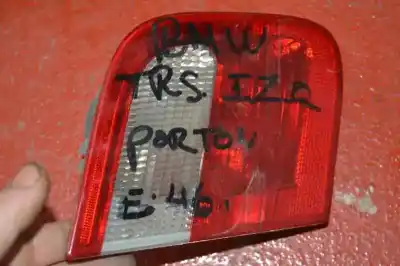 BMW
TRS. IZQ
PORTON
E.46.